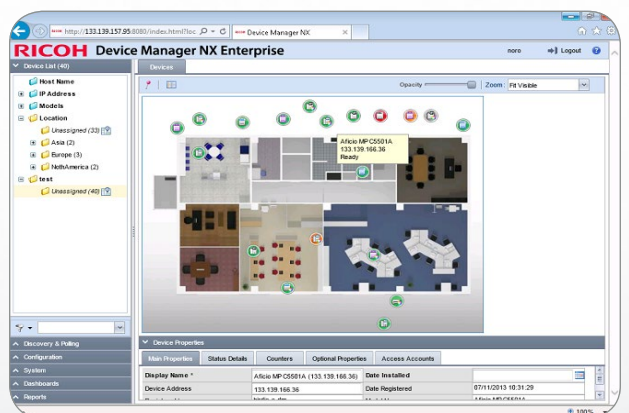 http://133.139.157.95:8080/index.html?loc
Device Manager NX
RICOH Device Manager NX Enterprise
noro
Logout
Device List (40)
Devices
Host Name
IP Address
Models
Location
Unassigned (33)
Asia (2)
Europe (3)
NothAmerica (2)
test
Unassigned (40)
Opacity
Zoom
Fit Visible
Aficio MP C5501A
133.139.166.36
Ready
Discovery & Polling
Configuration
System
Dashboards
Reports
Device Properties
Main Properties
Status Details
Counters
Optional Properties
Access Accounts
Display Name *
Aficio MP C5501A (133.139.166.36)
Date Installed
Device Address
133.139.166.36
Date Registered
07/11/2013 10:31:29
100%